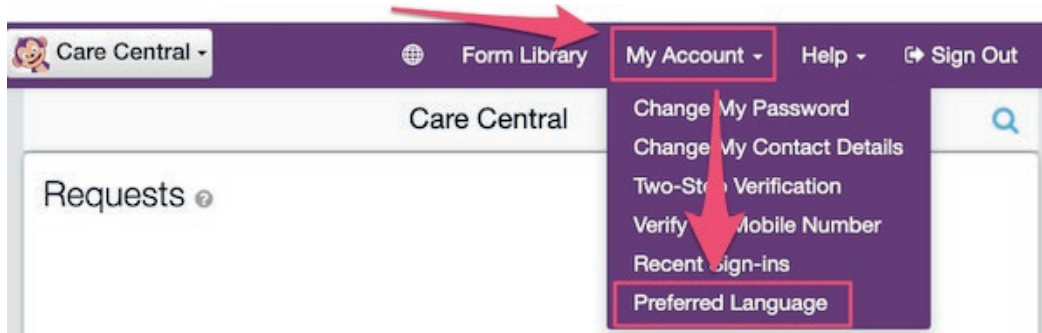 Care Central
Form Library
My Account
Help
Sign Out
Care Central
Requests
Change My Password
Change My Contact Details
Two-Step Verification
Verify Mobile Number
Recent Sign-ins
Preferred Language